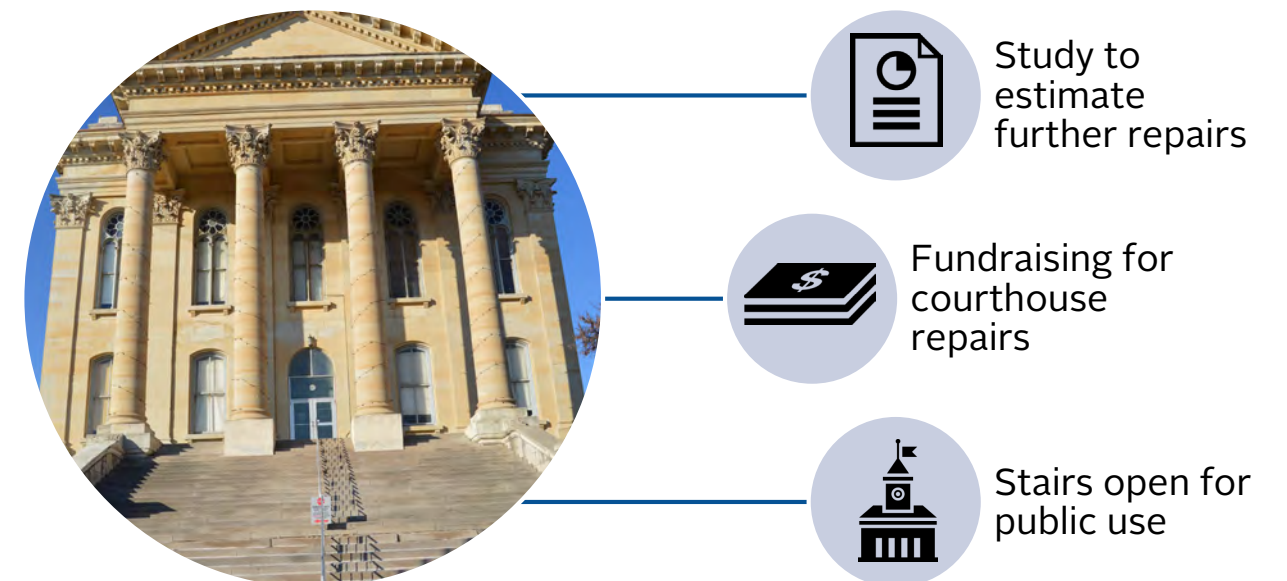 Study to
estimate
further repairs
$
Fundraising for
courthouse
repairs
Stairs open for
public use